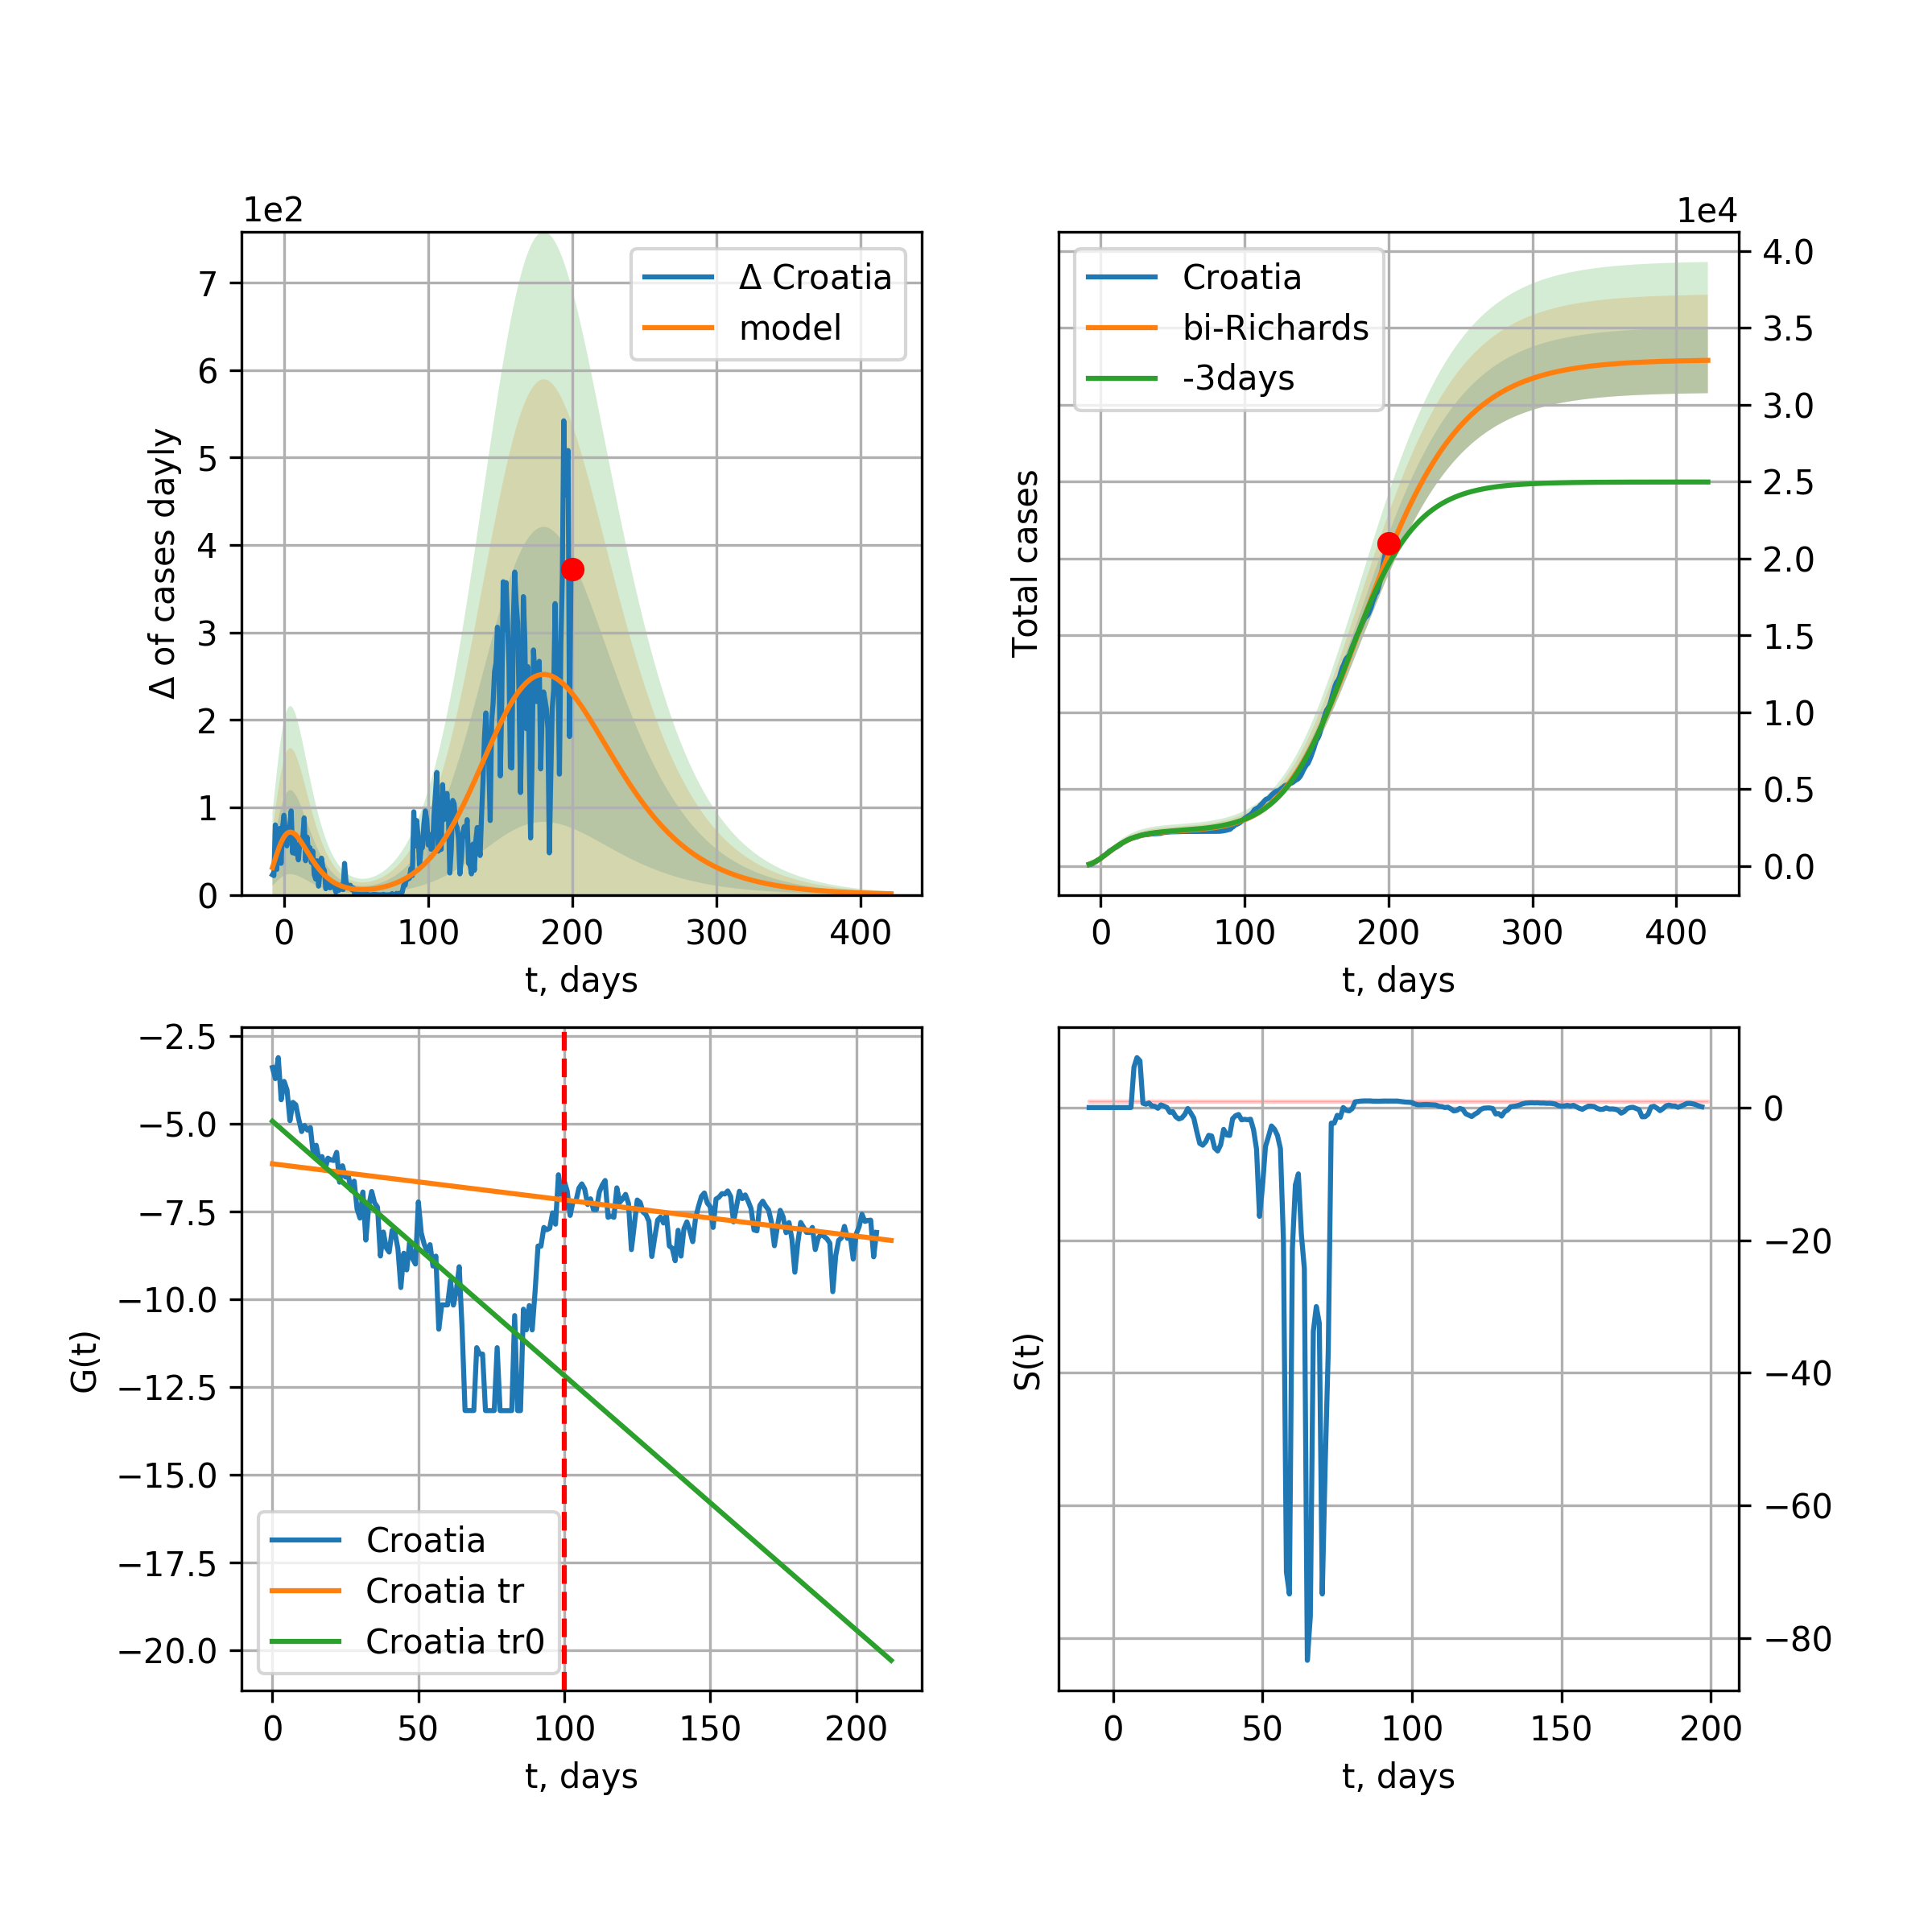 1e2
Δ of cases dayly
7
6
5
4
3
2
1
0
Δ Croatia
model
0 100 200 300 400
t, days
1e4
Total cases
Croatia
bi-Richards
-3days
4.0
3.5
3.0
2.5
2.0
1.5
1.0
0.5
0.0
0 100 200 300 400
t, days
G(t)
−2.5
−5.0
−7.5
−10.0
−12.5
−15.0
−17.5
−20.0
Croatia
Croatia tr
Croatia tr0
0 50 100 150 200
t, days
S(t)
0
−20
−40
−60
−80
0 50 100 150 200
t, days